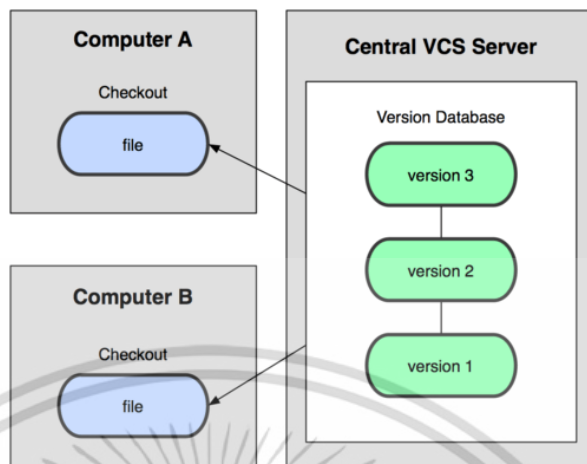 Computer A
Checkout
file
Computer B
Checkout
file
Central VCS Server
Version Database
version 3
version 2
version 1